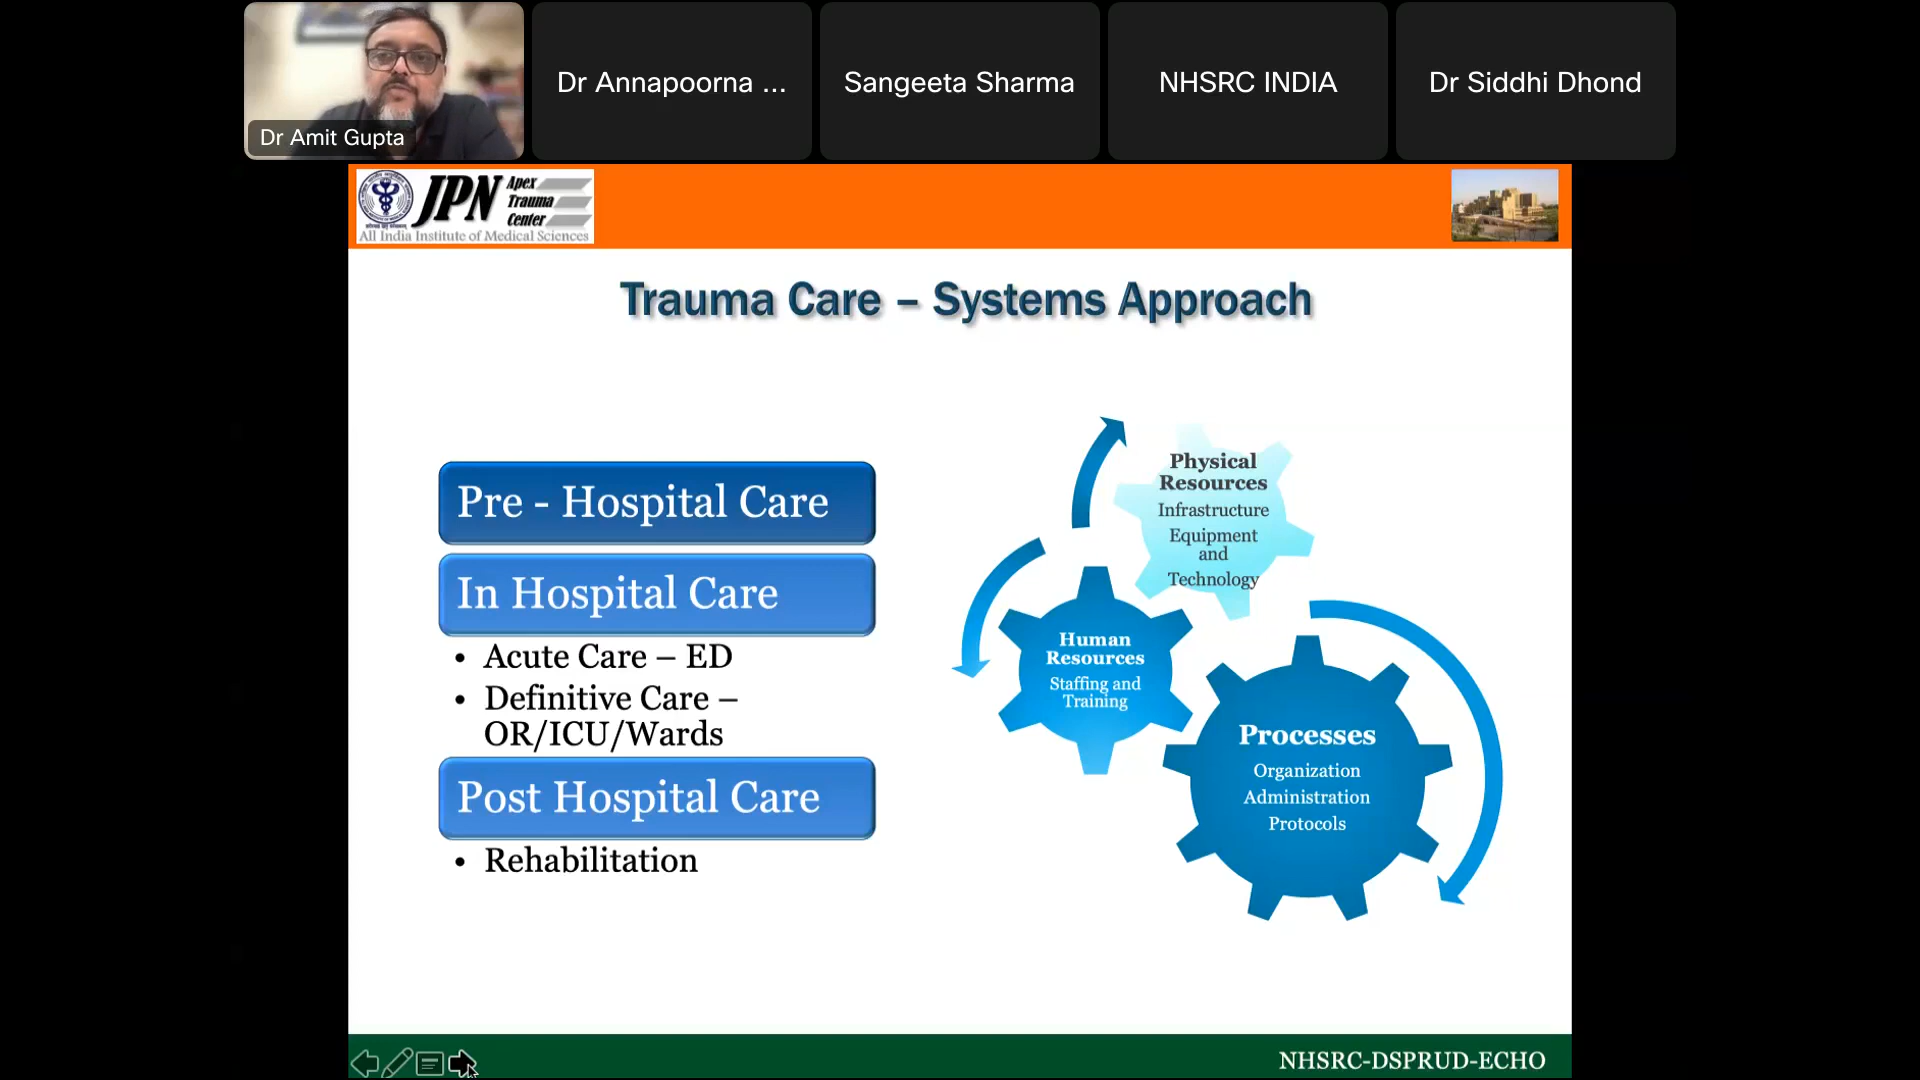 Dr Amit Gupta
Dr Annapoorna ...
Sangeeta Sharma
NHSRC INDIA
Dr Siddhi Dhond
JPN Apex
Trauma
Center
All India Institute of Medical Sciences
Trauma Care – Systems Approach
Pre - Hospital Care
In Hospital Care
• Acute Care – ED
• Definitive Care –
OR/ICU/Wards
Post Hospital Care
• Rehabilitation
Physical
Resources
Infrastructure
Equipment
and
Technology
Human
Resources
Staffing and
Training
Processes
Organization
Administration
Protocols
NHSRC-DSPRUD-ECHO